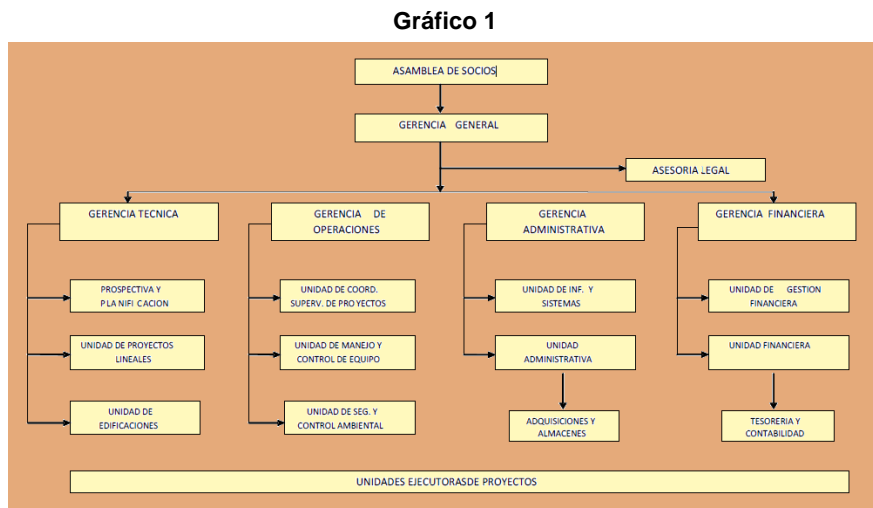 Gráfico 1
ASAMBLEA DE SOCIOS
GERENCIA GENERAL
ASESORIA LEGAL
GERENCIA TECNICA
GERENCIA DE
OPERACIONES
GERENCIA
ADMINISTRATIVA
GERENCIA FINANCIERA
PROSPECTIVA Y
PLANIFI CACION
UNIDAD DE COORD.
SUPERV. DE PROYECTOS
UNIDAD DE INF. Y
SISTEMAS
UNIDAD DE GESTION
FINANCIERA
UNIDAD DE PROYECTOS
LINEALES
UNIDAD DE MANEJO Y
CONTROL DE EQUIPO
UNIDAD
ADMINISTRATIVA
UNIDAD FINANCIERA
UNIDAD DE
EDIFICACIONES
UNIDAD DE SEG. Y
CONTROL AMBIENTAL
ADQUISICIONES Y
ALMACENES
TESORERIA Y
CONTABILIDAD
UNIDADES EJECUTORASDE PROYECTOS